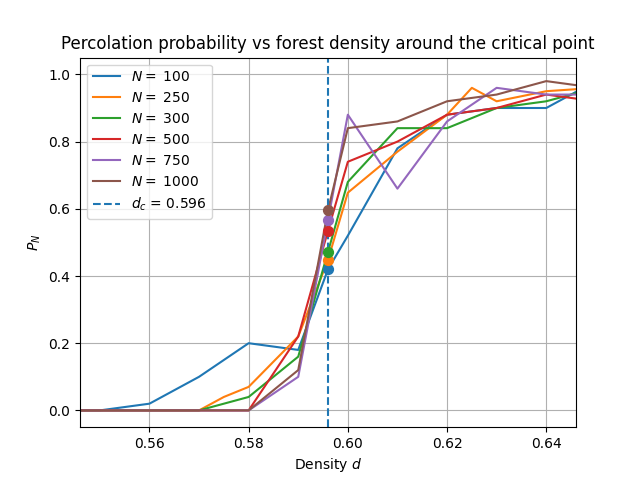 Percolation probability vs forest density around the critical point
N = 100
N = 250
N = 300
N = 500
N = 750
N = 1000
d_c = 0.596
1.0
0.8
0.6
0.4
0.2
0.0
P_N
0.56 0.58 0.60 0.62 0.64
Density d